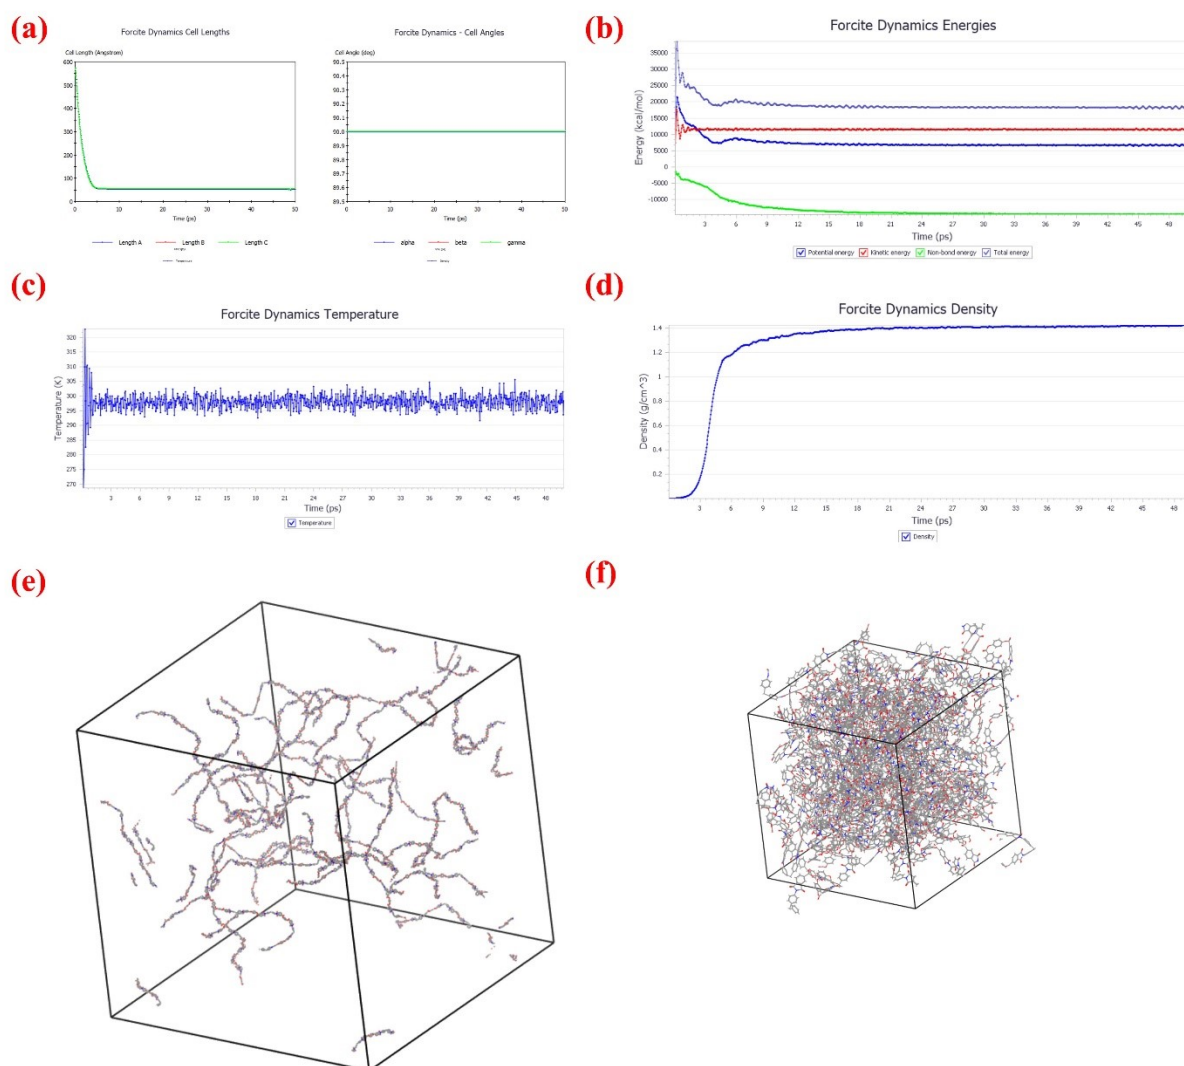 (a)
Forcite Dynamics Cell Lengths
Cell Length (Angstrom)
600
500
400
300
200
100
0
0 10 20 30 40 50
Time (ps)
Length A Length B Length C
Temperature
Forcite Dynamics - Cell Angles
Cell Angle (deg)
90.5
90.4
90.3
90.2
90.1
90.0
89.9
89.8
89.7
89.6
89.5
0 10 20 30 40 50
Time (ps)
alpha beta gamma
Density
(b)
Forcite Dynamics Energies
Energy (kcal/mol)
35000
30000
25000
20000
15000
10000
5000
0
-5000
-10000
3 6 9 12 15 18 21 24 27 30 33 36 39 42 45 48
Time (ps)
Potential energy Kinetic energy Non-bond energy Total energy
(c)
Forcite Dynamics Temperature
Temperature (K)
320
315
310
305
300
295
290
285
280
275
270
3 6 9 12 15 18 21 24 27 30 33 36 39 42 45 48
Time (ps)
Temperature
(d)
Forcite Dynamics Density
Density (g/cm^3)
1.4
1.2
1
0.8
0.6
0.4
0.2
3 6 9 12 15 18 21 24 27 30 33 36 39 42 45 48
Time (ps)
Density
(e)
(f)